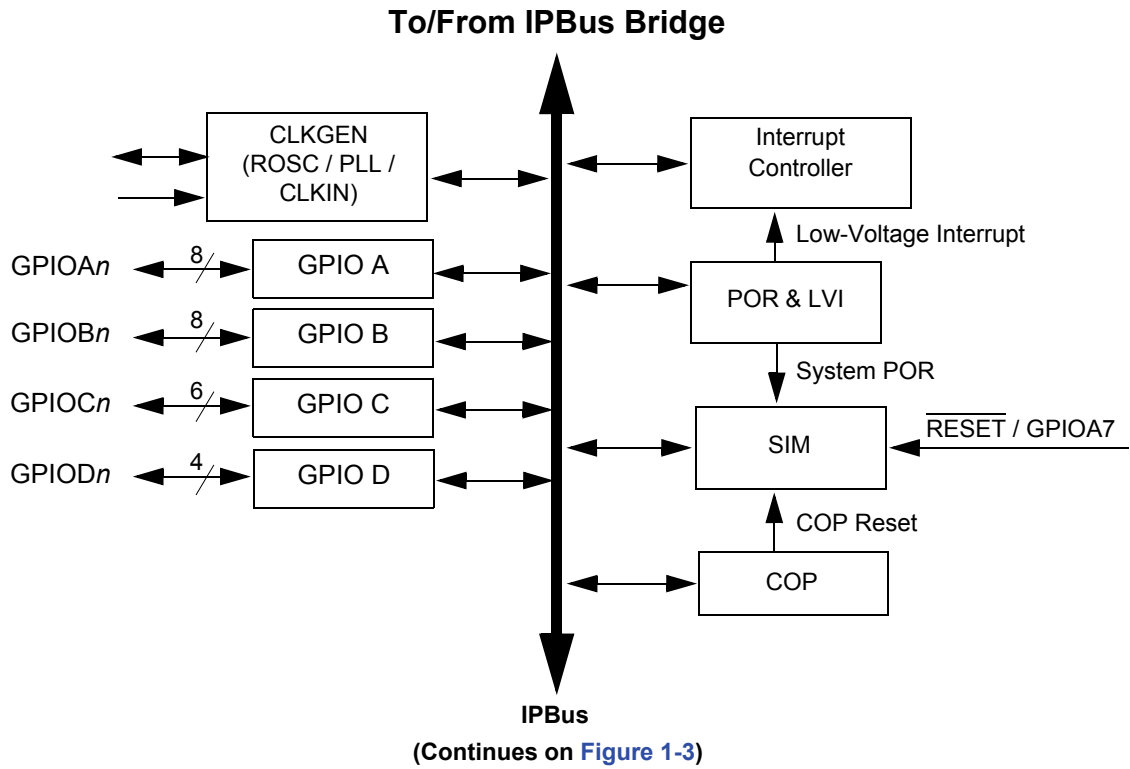 To/From IPBus Bridge
CLKGEN
(ROSC / PLL /
CLKIN)
GPIOAn
8
GPIO A
GPIOBn
8
GPIO B
GPIOCn
6
GPIO C
GPIODn
4
GPIO D
Interrupt
Controller
Low-Voltage Interrupt
POR & LVI
System POR
SIM
RESET / GPIOA7
COP Reset
COP
IPBus
(Continues on Figure 1-3)